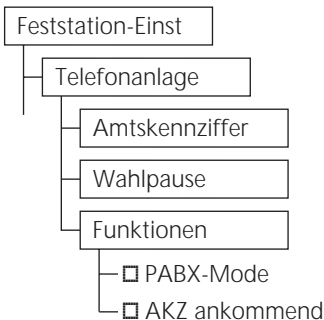 Feststation-Einst
Telefonanlage
Amtskennziffer
Wahlpause
Funktionen
PABX-Mode
AKZ ankommend